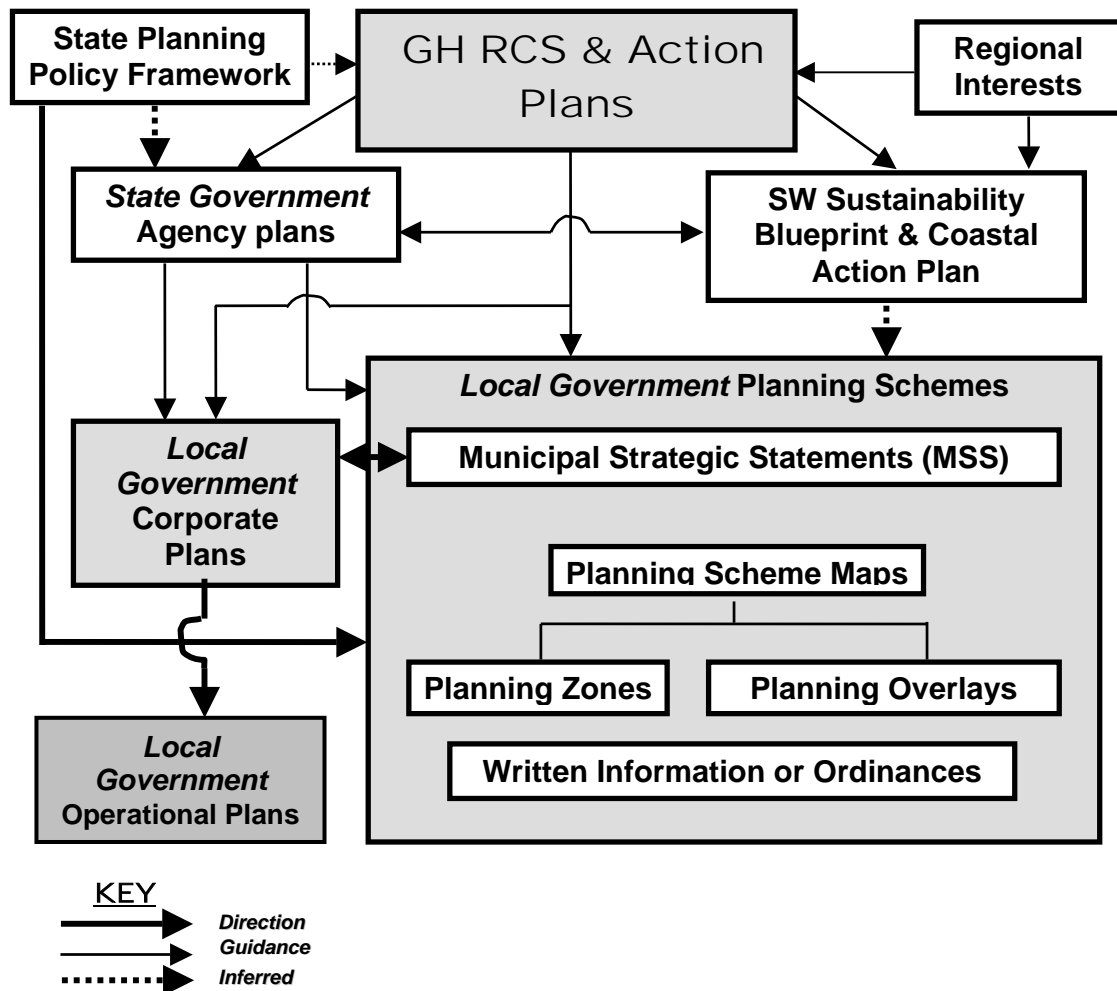 State Planning
Policy Framework
GH RCS & Action
Plans
Regional
Interests
State Government
Agency plans
SW Sustainability
Blueprint & Coastal
Action Plan
Local Government Planning Schemes
Municipal Strategic Statements (MSS)
Local
Government
Corporate
Plans
Planning Scheme Maps
Planning Zones
Planning Overlays
Written Information or Ordinances
Local
Government
Operational Plans
KEY
Direction
Guidance
Inferred